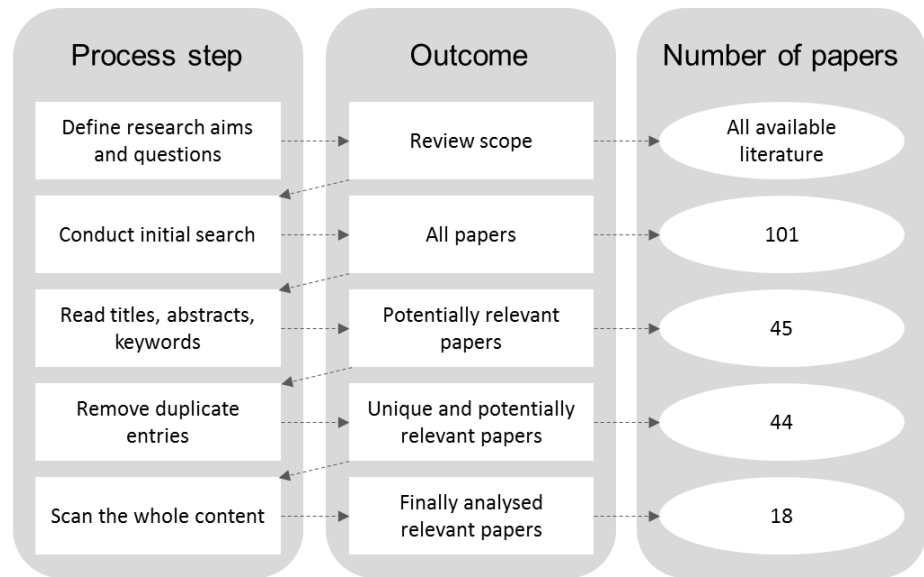 Process step
Outcome
Number of papers
Define research aims
and questions
Review scope
All available
literature
Conduct initial search
All papers
101
Read titles, abstracts,
keywords
Potentially relevant
papers
45
Remove duplicate
entries
Unique and potentially
relevant papers
44
Scan the whole content
Finally analysed
relevant papers
18